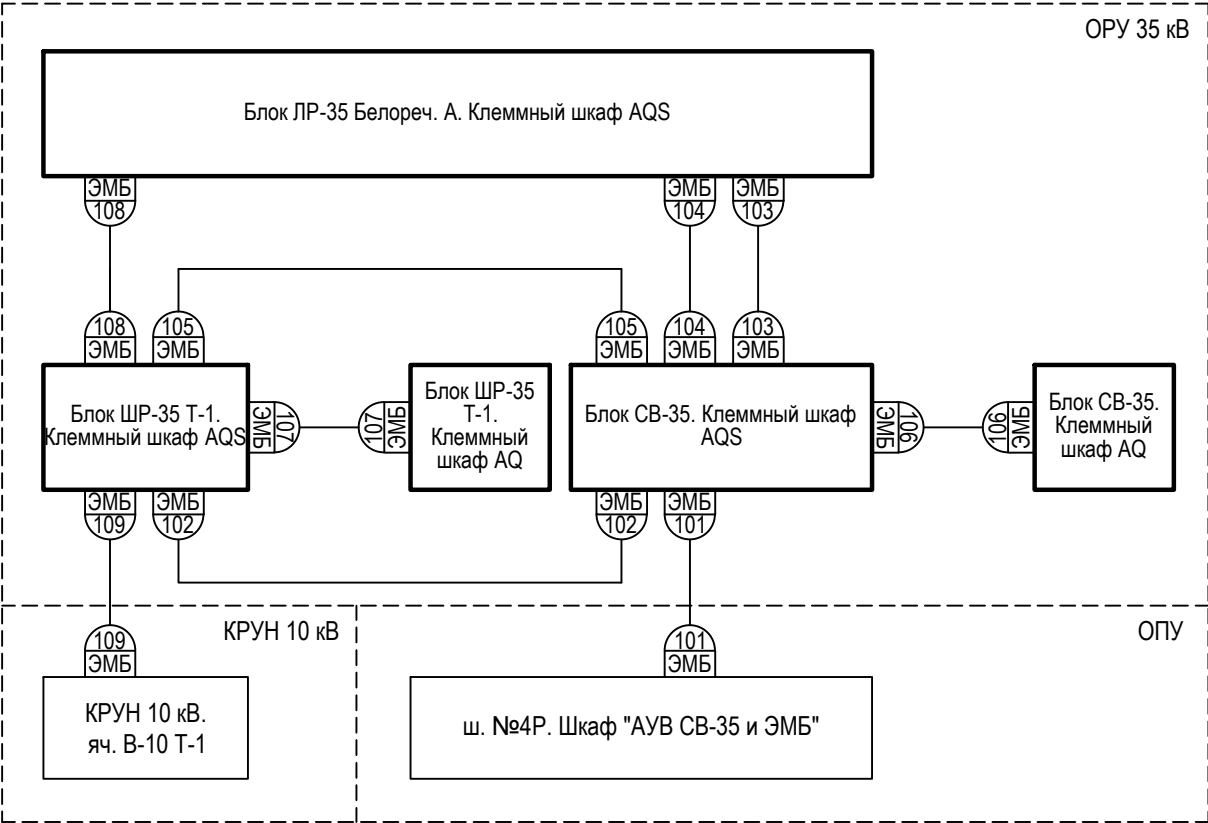 ОРУ 35 кВ
Блок ЛР-35 Белореч. А. Клеммный шкаф AQS
ЭМБ
108
ЭМБ
104
ЭМБ
103
108
ЭМБ
105
ЭМБ
105
ЭМБ
104
ЭМБ
103
ЭМБ
Блок ШР-35 Т-1.
Клеммный шкаф AQS
107
ЭМБ
107
ЭМБ
Блок ШР-35
Т-1.
Клеммный
шкаф AQ
Блок СВ-35. Клеммный шкаф
AQS
106
ЭМБ
106
ЭМБ
Блок СВ-35.
Клеммный
шкаф AQ
ЭМБ
109
ЭМБ
102
ЭМБ
102
ЭМБ
101
КРУН 10 кВ
109
ЭМБ
КРУН 10 кВ.
яч. В-10 Т-1
ОПУ
101
ЭМБ
ш. №4Р. Шкаф "АУВ СВ-35 и ЭМБ"